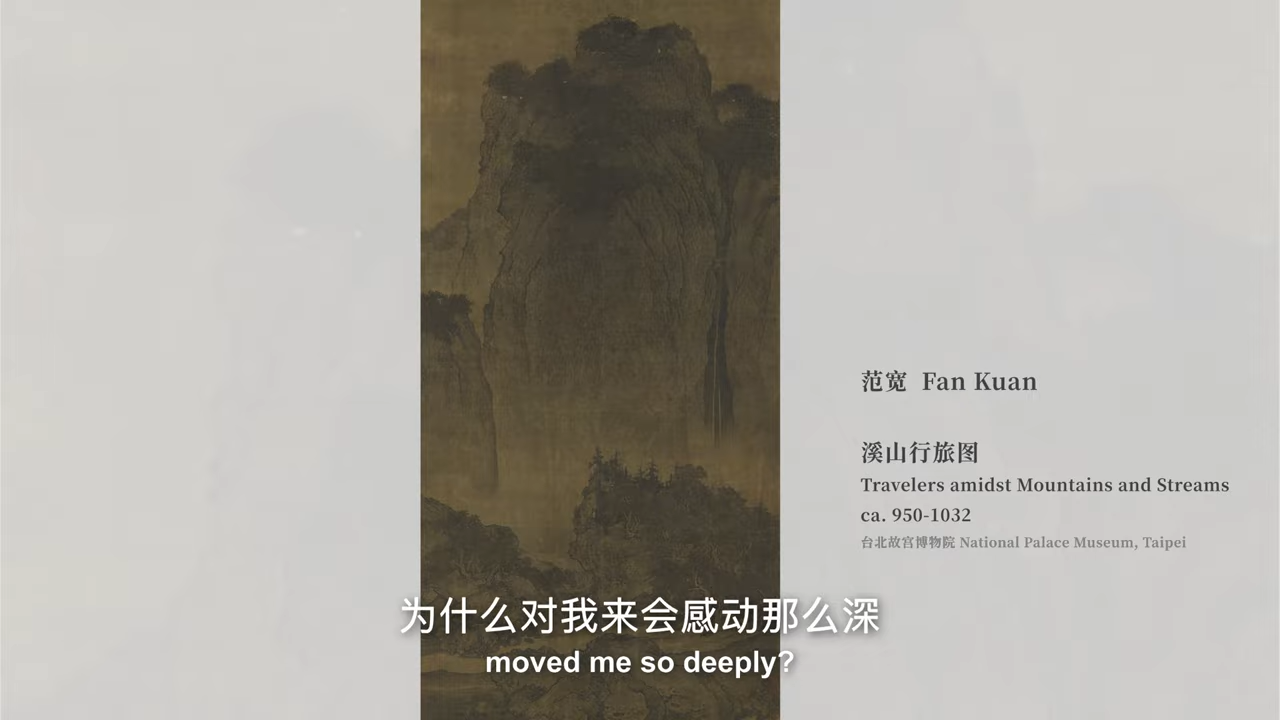 范宽 Fan Kuan
溪山行旅图
Travelers amidst Mountains and Streams
ca. 950-1032
台北故宫博物院 National Palace Museum, Taipei
为什么对我来会感动那么深
moved me so deeply?